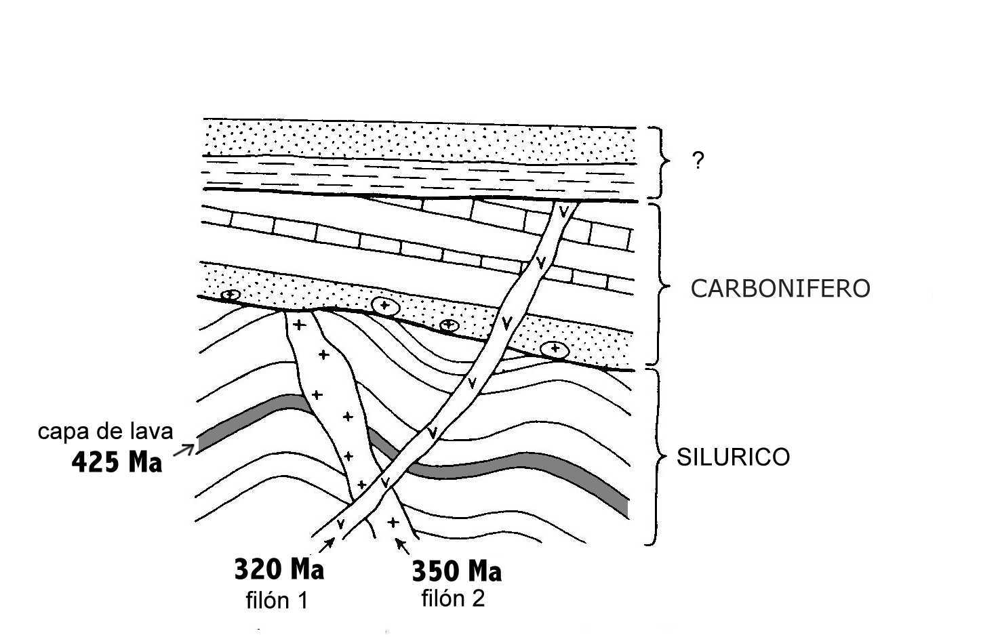 ?
CARBONIFERO
capa de lava
425 Ma
SILURICO
320 Ma
filón 1
350 Ma
filón 2